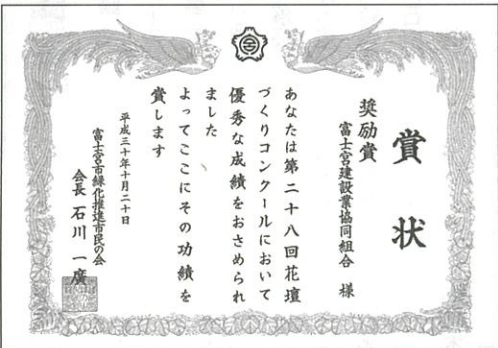 賞状
奨励賞
富士宮建設業協同組合 様
あなたは第二十八回花壇
づくりコンクールにおいて
優秀な成績をおさめられ
ました
よってここにその功績を
賞します
平成三十年十月二十日
富士宮市緑化推進市民の会
会長 石川 一廣